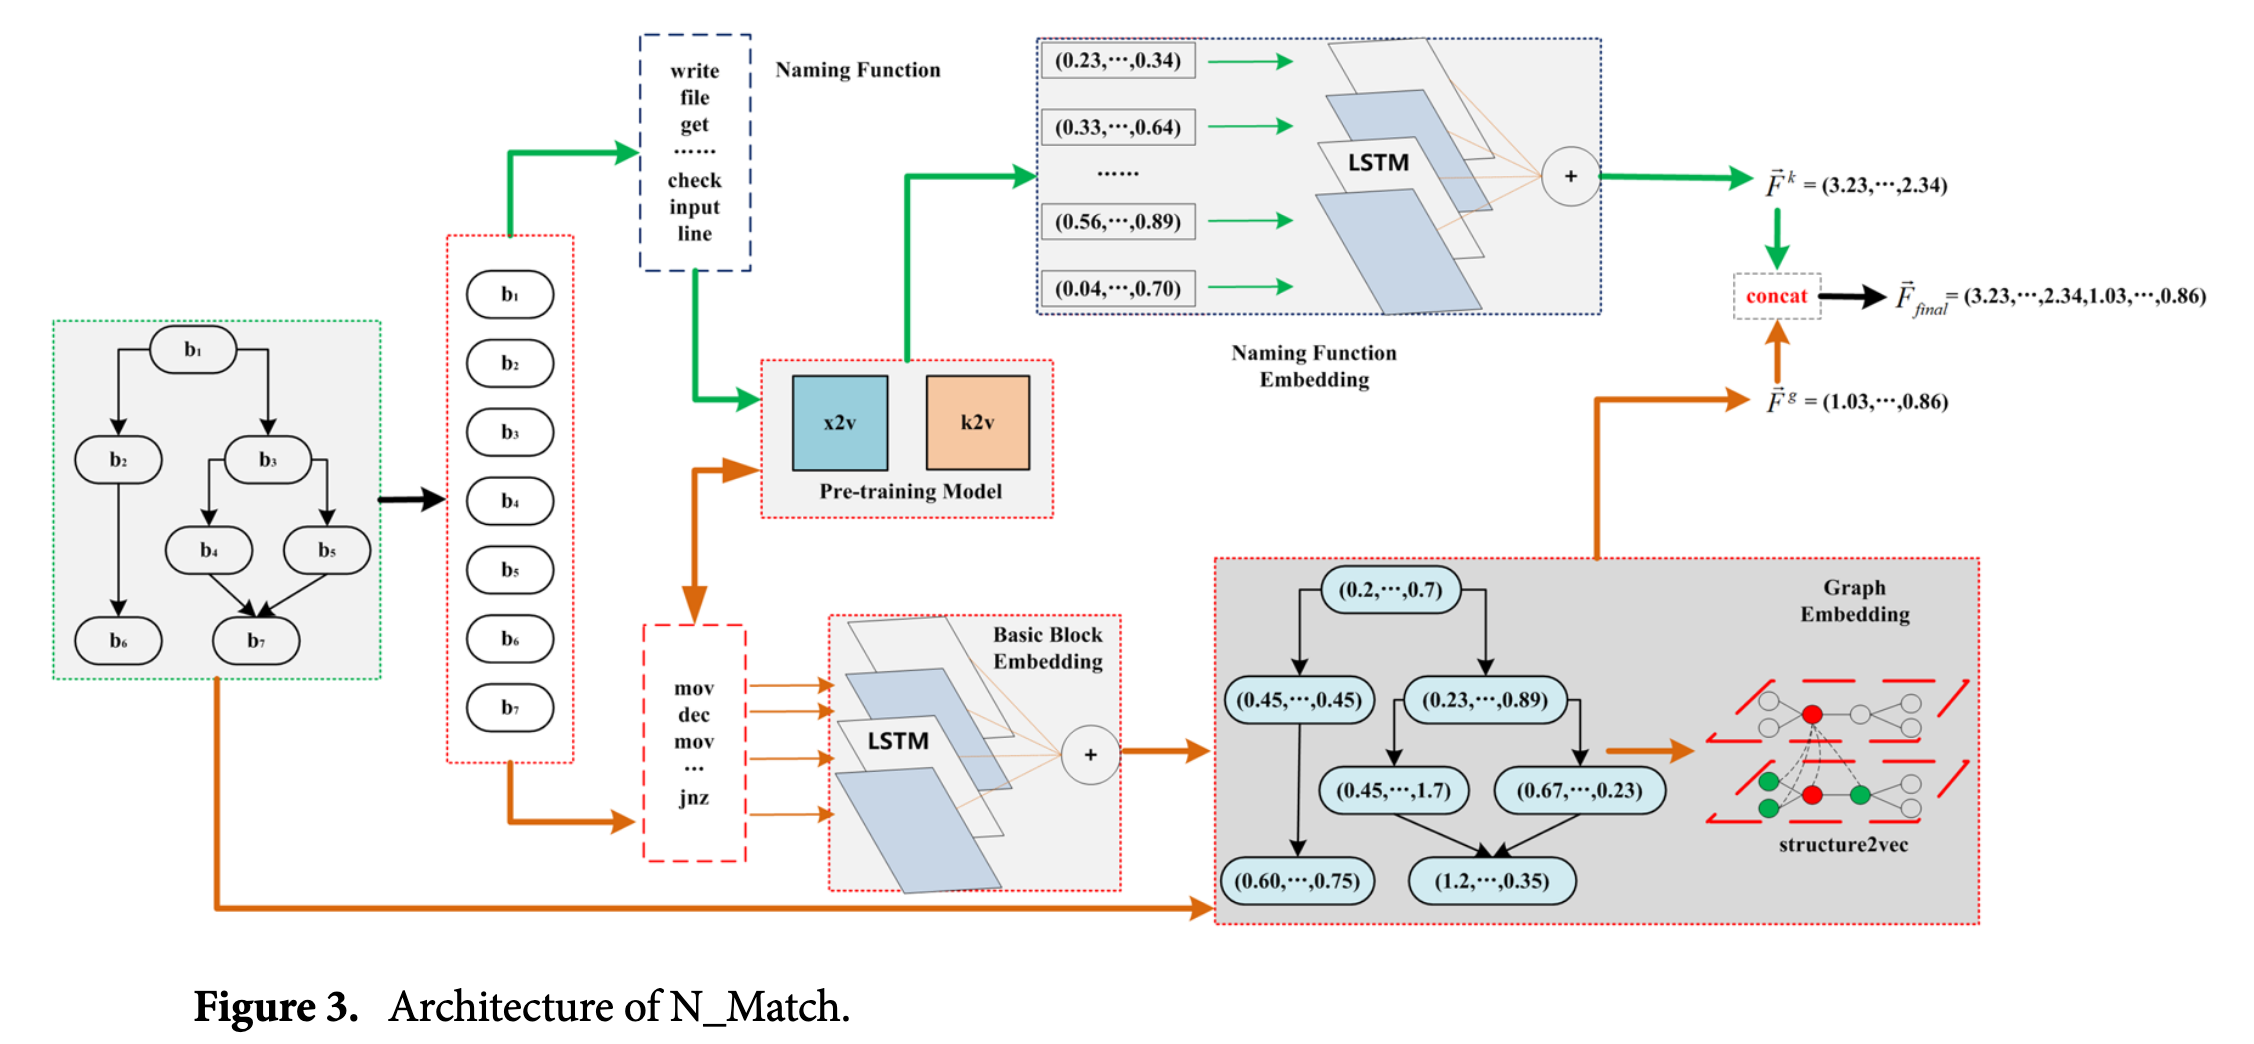 write
file
get
······
check
input
line
Naming Function
(0.23,···,0.34)
(0.33,···,0.64)
······
(0.56,···,0.89)
(0.04,···,0.70)
LSTM
+
Naming Function
Embedding
F⃗ᵏ = (3.23,···,2.34)
concat
F⃗_final = (3.23,···,2.34,1.03,···,0.86)
F⃗ᵍ = (1.03,···,0.86)
b₁
b₂
b₃
b₄
b₅
b₆
b₇
b₁
b₂
b₃
b₄
b₅
b₆
b₇
x2v
k2v
Pre-training Model
mov
dec
mov
···
jnz
Basic Block
Embedding
LSTM
+
Graph
Embedding
(0.2,···,0.7)
(0.45,···,0.45)
(0.23,···,0.89)
(0.45,···,1.7)
(0.67,···,0.23)
(0.60,···,0.75)
(1.2,···,0.35)
structure2vec
Figure 3. Architecture of N_Match.